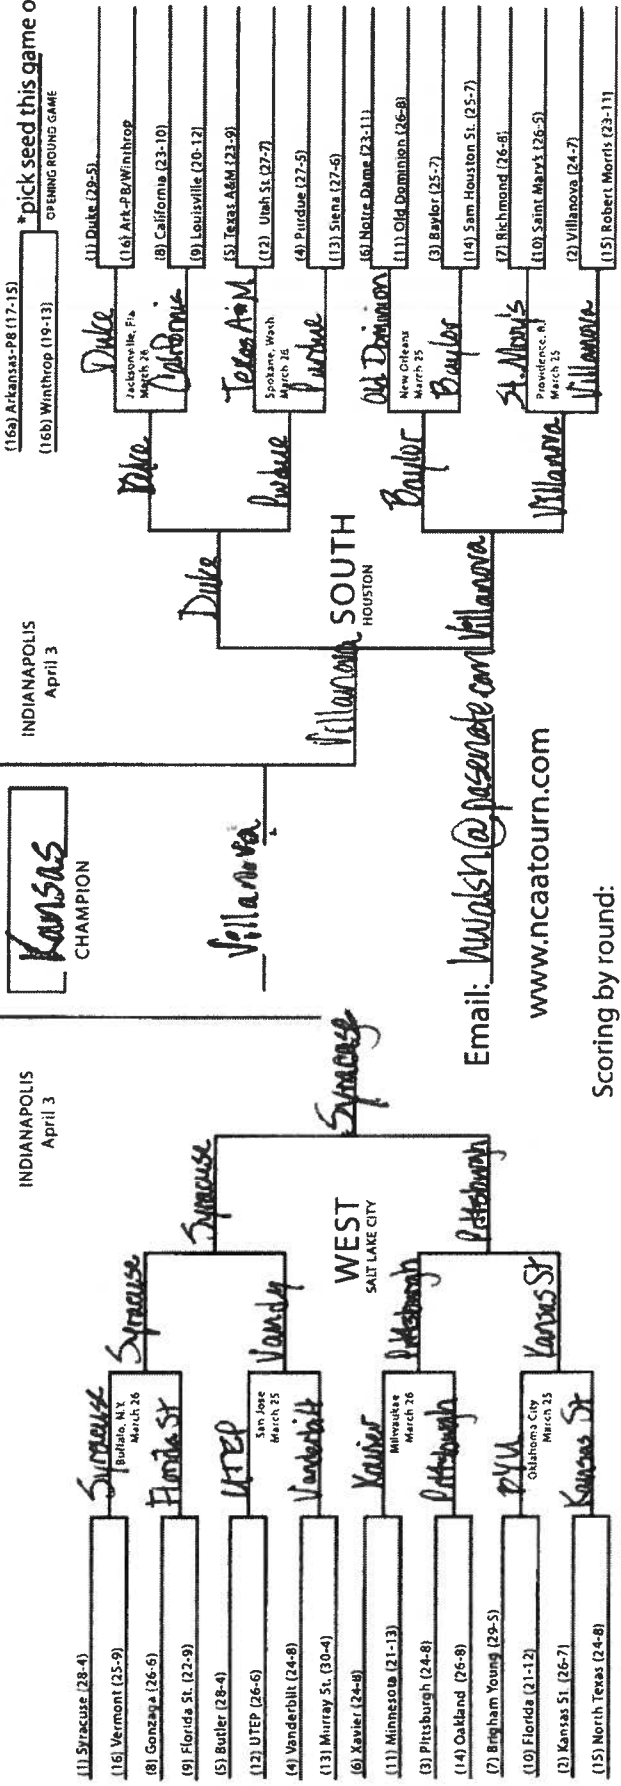 (1) Syracuse (28-4)
(16) Vermont (25-9)
(8) Gonzaga (26-6)
(9) Florida St. (22-9)
(5) Butler (28-4)
(12) UTEP (26-6)
(4) Vanderbilt (24-8)
(13) Murray St. (30-4)
(6) Xavier (24-8)
(11) Minnesota (21-13)
(3) Pittsburgh (24-8)
(14) Oakland (26-8)
(7) Brigham Young (29-5)
(10) Florida (21-12)
(2) Kansas St. (26-7)
(15) North Texas (24-8)
Syracuse
Buffalo, N.Y.
March 26
Florida St
UTEP
San Jose
March 25
Vanderbilt
Xavier
Milwaukee
March 26
Pittsburgh
BYU
Oklahoma City
March 25
Kansas St
Syracuse
Vandy
Pittsburgh
Kansas St
Syracuse
WEST
SALT LAKE CITY
Pittsburgh
Syracuse
INDIANAPOLIS
April 3
Kansas
CHAMPION
Villanova
Email:
www.ncaatourn.com
Scoring by round:
INDIANAPOLIS
April 3
Villanova
SOUTH
HOUSTON
Duke
Villanova
Duke
Purdue
Baylor
Villanova
Duke
Jacksonville, Fla
March 26
California
Texas A&M
Spokane, Wash
March 26
Purdue
Old Dominion
New Orleans
March 25
Baylor
St. Mary's
Providence, R.I
March 25
Villanova
(16a) Arkansas-PB (17-15)
(16b) Winthrop (19-13)
*pick seed this game o
OPENING ROUND GAME
(1) Duke (29-5)
(16) Ark-PB/Winthrop
(8) California (23-10)
(9) Louisville (20-12)
(5) Texas A&M (23-9)
(12) Utah St (27-7)
(4) Purdue (27-5)
(13) Siena (27-6)
(6) Notre Dame (23-11)
(11) Old Dominion (26-8)
(3) Baylor (25-7)
(14) Sam Houston St. (25-7)
(7) Richmond (26-8)
(10) Saint Mary's (26-5)
(2) Villanova (24-7)
(15) Robert Morris (23-11)